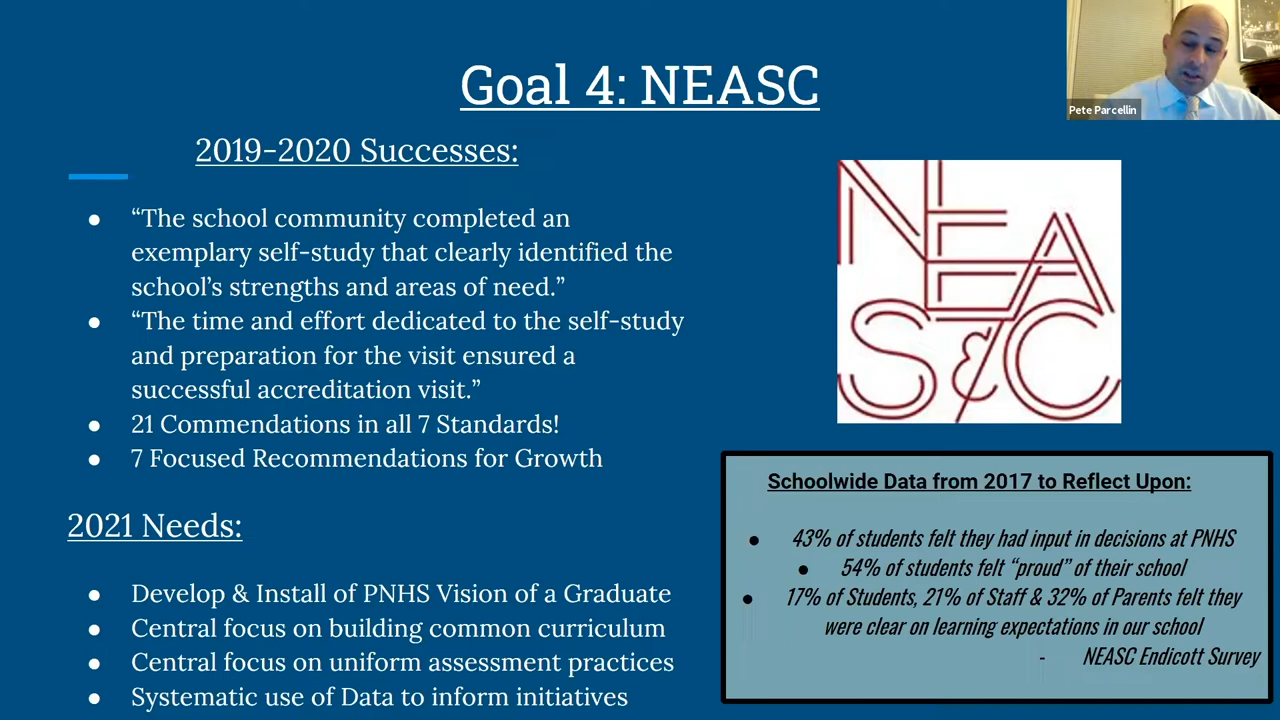 Goal 4: NEASC
Pete Parcellin
2019-2020 Successes:
● “The school community completed an
exemplary self-study that clearly identified the
school’s strengths and areas of need.”
● “The time and effort dedicated to the self-study
and preparation for the visit ensured a
successful accreditation visit.”
● 21 Commendations in all 7 Standards!
● 7 Focused Recommendations for Growth
2021 Needs:
● Develop & Install of PNHS Vision of a Graduate
● Central focus on building common curriculum
● Central focus on uniform assessment practices
● Systematic use of Data to inform initiatives
NEA
S&C
Schoolwide Data from 2017 to Reflect Upon:
● 43% of students felt they had input in decisions at PNHS
● 54% of students felt “proud” of their school
● 17% of Students, 21% of Staff & 32% of Parents felt they
were clear on learning expectations in our school
- NEASC Endicott Survey